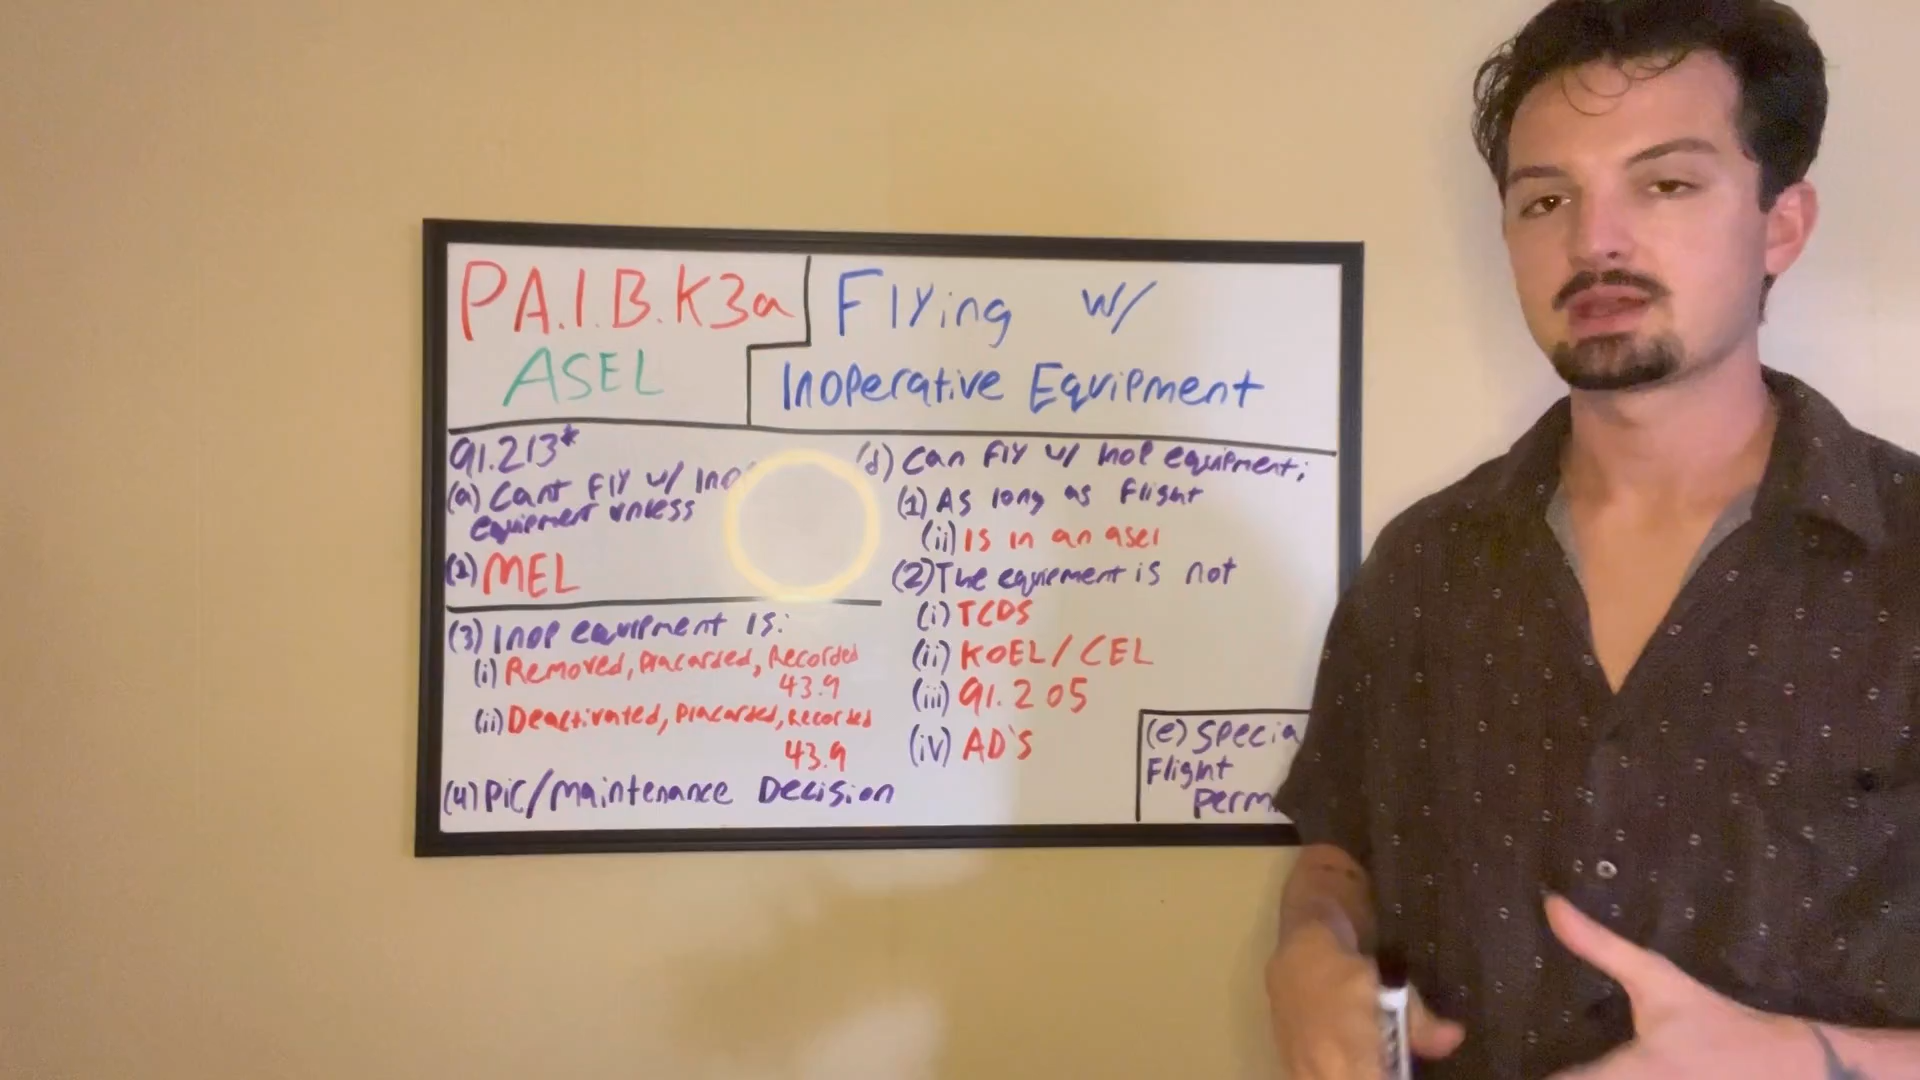 PA.I.B.K3a
ASEL
Flying w/
Inoperative Equipment
91.213*
(a) Cant Fly w/ Inop
equipment unless
(1) MEL
(3) Inop equipment is:
(i) Removed, Placarded, Recorded
43.9
(ii) Deactivated, Placarded, Recorded
43.9
(4) PIC/Maintenance Decision
(d) Can Fly w/ Inop equipment;
(1) As long as Flight
(ii) Is in an asel
(2) The equipement is not
(i) TCDS
(ii) KOEL/CEL
(iii) 91.205
(iv) AD's
(e) Specia
Flight
Perm